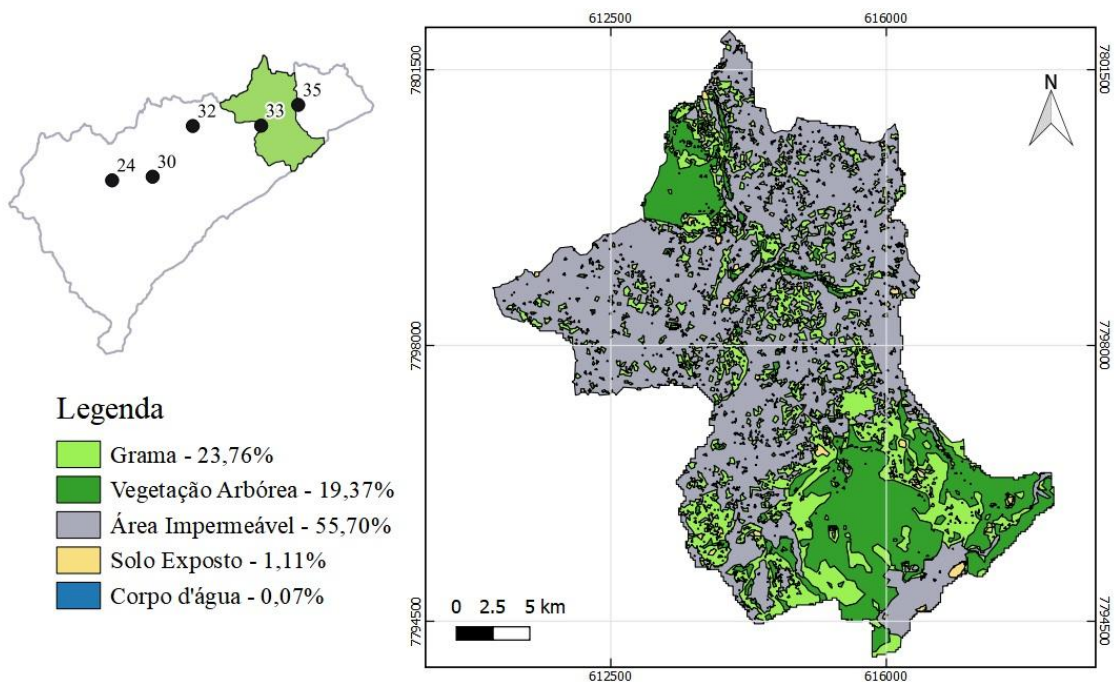 35
32
33
24
30
Legenda
Grama - 23,76%
Vegetação Arbórea - 19,37%
Área Impermeável - 55,70%
Solo Exposto - 1,11%
Corpo d'água - 0,07%
612500
616000
7801500
7801500
N
7798000
7798000
0 2.5 5 km
7794500
7794500
612500
616000